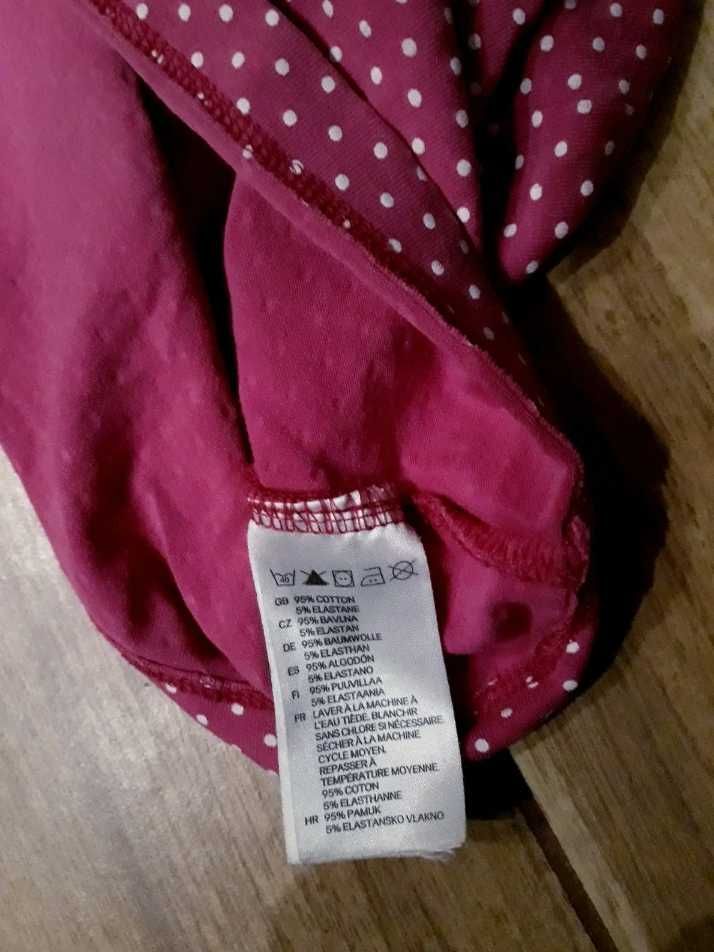 40
GB 95% COTTON
5% ELASTANE
CZ 95% BAVLNA
5% ELASTAN
DE 95% BAUMWOLLE
5% ELASTHAN
ES 95% ALGODÓN
5% ELASTANO
FI 95% PUUVILLAA
5% ELASTAANIA
FR LAVER À LA MACHINE À
L'EAU TIÈDE. BLANCHIR
SANS CHLORE SI NÉCESSAIRE.
SÉCHER À LA MACHINE
CYCLE MOYEN.
REPASSER À
TEMPÉRATURE MOYENNE.
95% COTON
5% ELASTHANNE
HR 95% PAMUK
5% ELASTANSKO VLAKNO